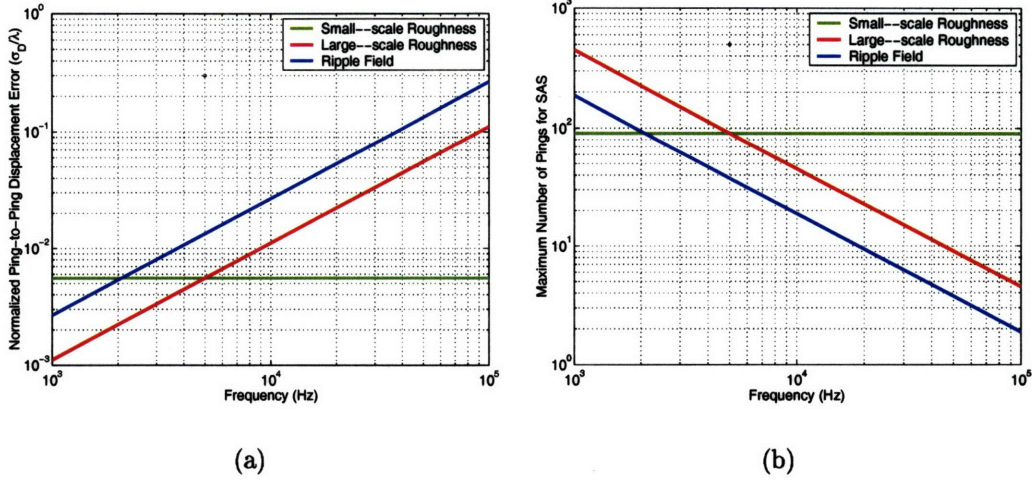 Normalized Ping-to-Ping Displacement Error (σD/λ)
10^0
10^-1
10^-2
10^-3
Small--scale Roughness
Large--scale Roughness
Ripple Field
10^3
10^4
10^5
Frequency (Hz)
(a)
Maximum Number of Pings for SAS
10^3
10^2
10^1
10^0
Small--scale Roughness
Large--scale Roughness
Ripple Field
10^3
10^4
10^5
Frequency (Hz)
(b)